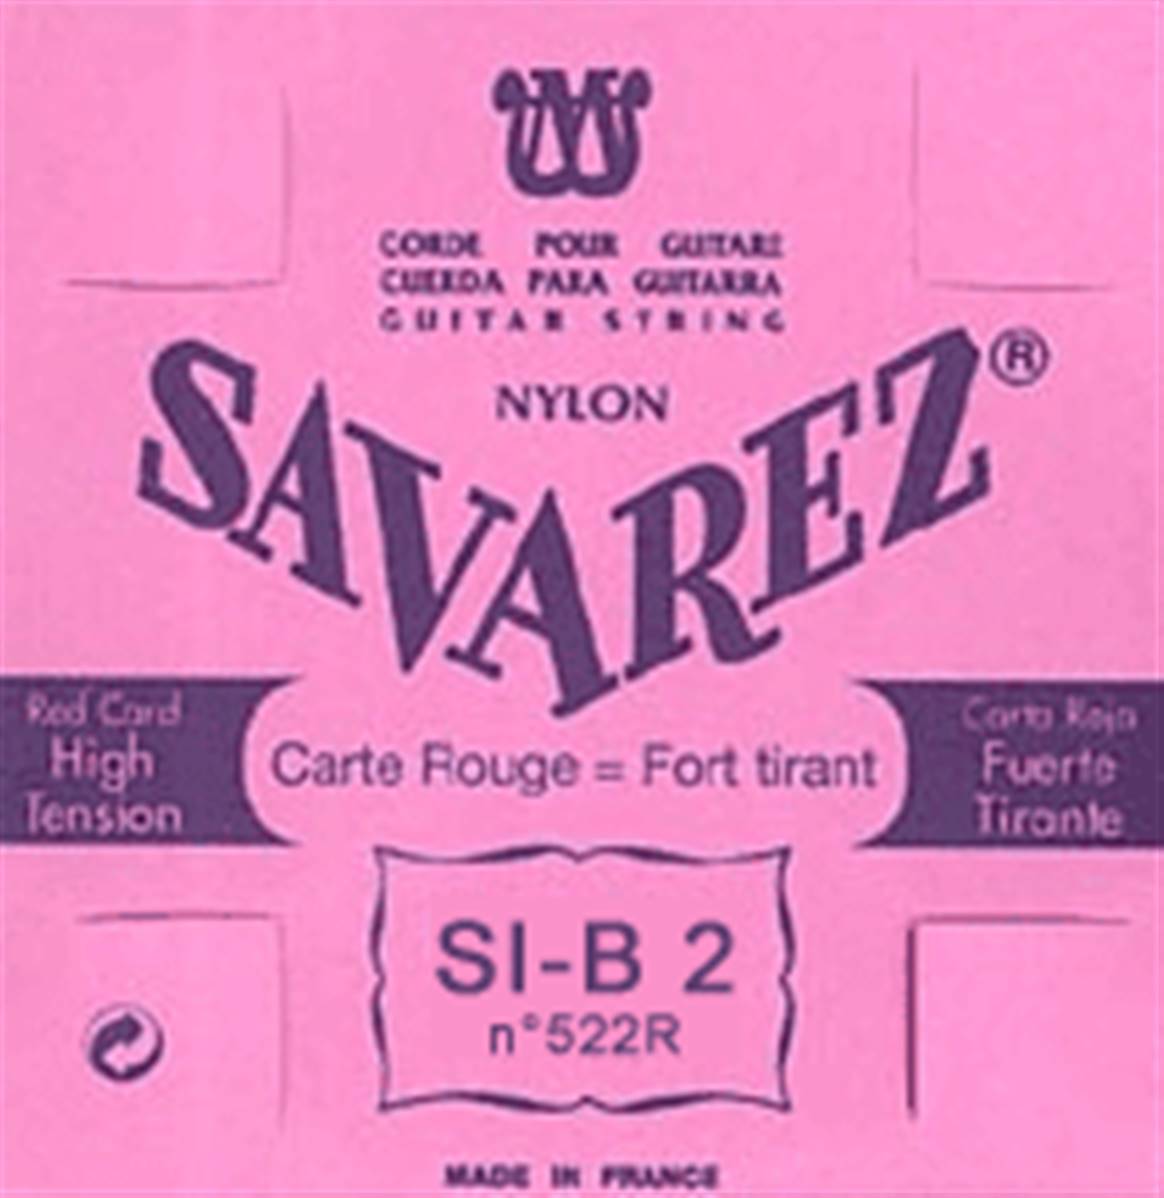 CORDE POUR GUITARE
CUERDA PARA GUITARRA
GUITAR STRING
NYLON
SAVAREZ®
Red Card
High
Tension
Carte Rouge = Fort tirant
Carta Roja
Fuerte
Tirante
SI-B 2
n°522R
MADE IN FRANCE